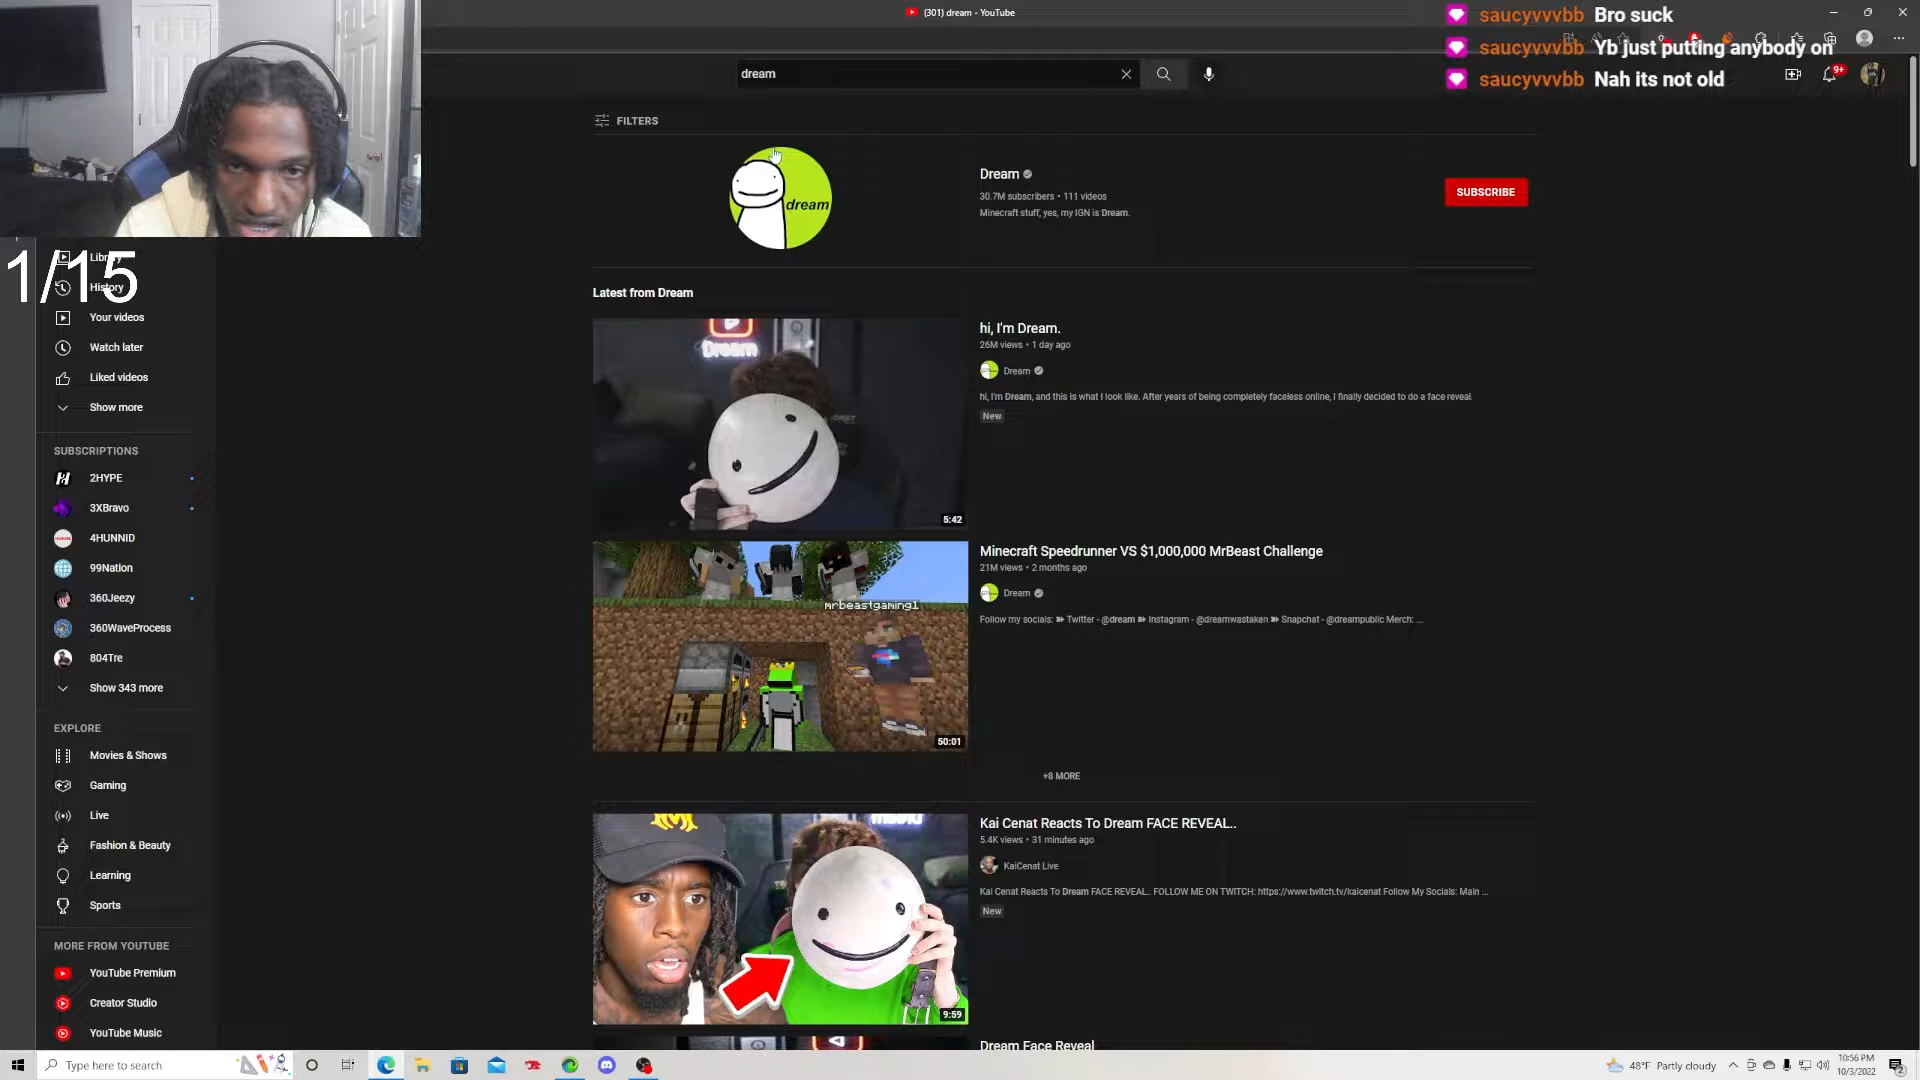 (301) dream - YouTube
saucyvvvbb Bro suck
saucyvvvbb Yb just putting anybody on
saucyvvvbb Nah its not old
dream
9+
FILTERS
dream
Dream
30.7M subscribers • 111 videos
Minecraft stuff, yes, my IGN is Dream.
SUBSCRIBE
1/15
Library
History
Your videos
Watch later
Liked videos
Show more
SUBSCRIPTIONS
2HYPE
3XBravo
4HUNNID
99Nation
360Jeezy
360WaveProcess
804Tre
Show 343 more
EXPLORE
Movies & Shows
Gaming
Live
Fashion & Beauty
Learning
Sports
MORE FROM YOUTUBE
YouTube Premium
Creator Studio
YouTube Music
Latest from Dream
Dream
5:42
hi, I'm Dream.
26M views • 1 day ago
Dream
hi, I'm Dream, and this is what I look like. After years of being completely faceless online, I finally decided to do a face reveal.
New
mrbeastgaming1
50:01
Minecraft Speedrunner VS $1,000,000 MrBeast Challenge
21M views • 2 months ago
Dream
Follow my socials: ➽ Twitter - @dream ➽ Instagram - @dreamwastaken ➽ Snapchat - @dreampublic Merch: ...
+8 MORE
9:59
Kai Cenat Reacts To Dream FACE REVEAL..
5.4K views • 31 minutes ago
KaiCenat Live
Kai Cenat Reacts To Dream FACE REVEAL.. FOLLOW ME ON TWITCH: https://www.twitch.tv/kaicenat Follow My Socials: Main ...
New
Dream Face Reveal
Type here to search
48°F Partly cloudy
10:56 PM
10/3/2022
2